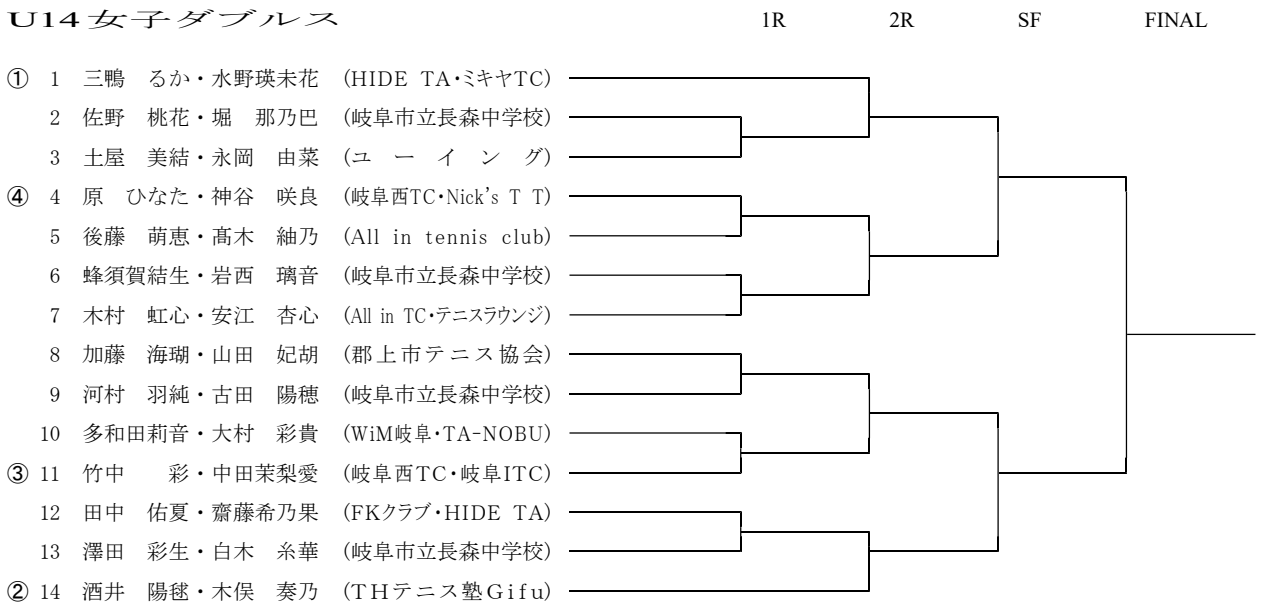 U14女子ダブルス 1R 2R SF FINAL
① 1 三鴨 るか・水野瑛未花 (HIDE TA・ミキヤTC)
2 佐野 桃花・堀 那乃巴 (岐阜市立長森中学校)
3 土屋 美結・永岡 由菜 (ユーイング)
④ 4 原 ひなた・神谷 咲良 (岐阜西TC・Nick's T T)
5 後藤 萌恵・髙木 紬乃 (All in tennis club)
6 蜂須賀結生・岩西 璃音 (岐阜市立長森中学校)
7 木村 虹心・安江 杏心 (All in TC・テニスラウンジ)
8 加藤 海瑚・山田 妃胡 (郡上市テニス協会)
9 河村 羽純・古田 陽穂 (岐阜市立長森中学校)
10 多和田莉音・大村 彩貴 (WiM岐阜・TA-NOBU)
③ 11 竹中 彩・中田茉梨愛 (岐阜西TC・岐阜ITC)
12 田中 佑夏・齋藤希乃果 (FKクラブ・HIDE TA)
13 澤田 彩生・白木 糸華 (岐阜市立長森中学校)
② 14 酒井 陽毬・木俣 奏乃 (THテニス塾Gifu)